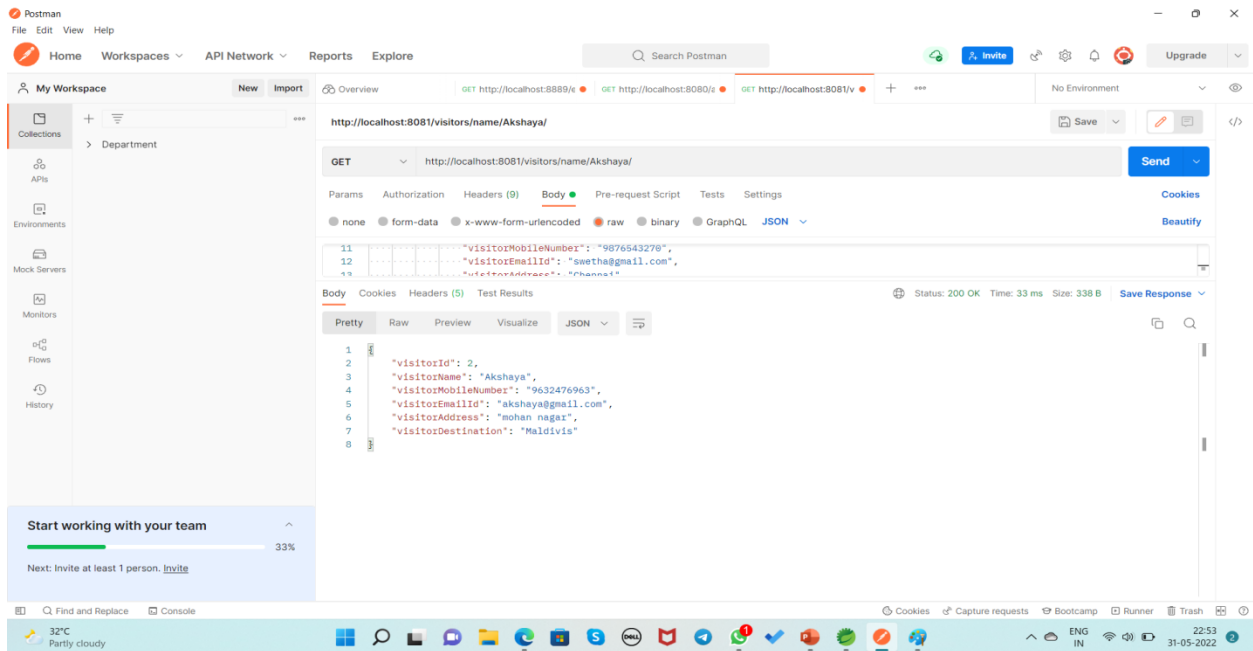 Postman
File Edit View Help
Home Workspaces API Network Reports Explore Search Postman Invite Upgrade
My Workspace New Import Overview GET http://localhost:8889/e GET http://localhost:8080/z GET http://localhost:8081/v + ooo No Environment
Collections
APIs
Environments
Mock Servers
Monitors
Flows
History
+ ooo
> Department
http://localhost:8081/visitors/name/Akshaya/ Save </>
GET http://localhost:8081/visitors/name/Akshaya/ Send
Params Authorization Headers (9) Body Pre-request Script Tests Settings Cookies
none form-data x-www-form-urlencoded raw binary GraphQL JSON Beautify
11 "visitorMobileNumber": "9876543270",
12 "visitorEmailId": "swetha@gmail.com",
13 "visitorAddress": "Chennai"
Body Cookies Headers (5) Test Results Status: 200 OK Time: 33 ms Size: 338 B Save Response
Pretty Raw Preview Visualize JSON
1 {
2 "visitorId": 2,
3 "visitorName": "Akshaya",
4 "visitorMobileNumber": "9632476963",
5 "visitorEmailId": "akshaya@gmail.com",
6 "visitorAddress": "mohan nagar",
7 "visitorDestination": "Maldivis"
8 }
Start working with your team
33%
Next: Invite at least 1 person. Invite
Find and Replace Console Cookies Capture requests Bootcamp Runner Trash
32°C
Partly cloudy
DELL
1
ENG
IN
22:53
31-05-2022
2